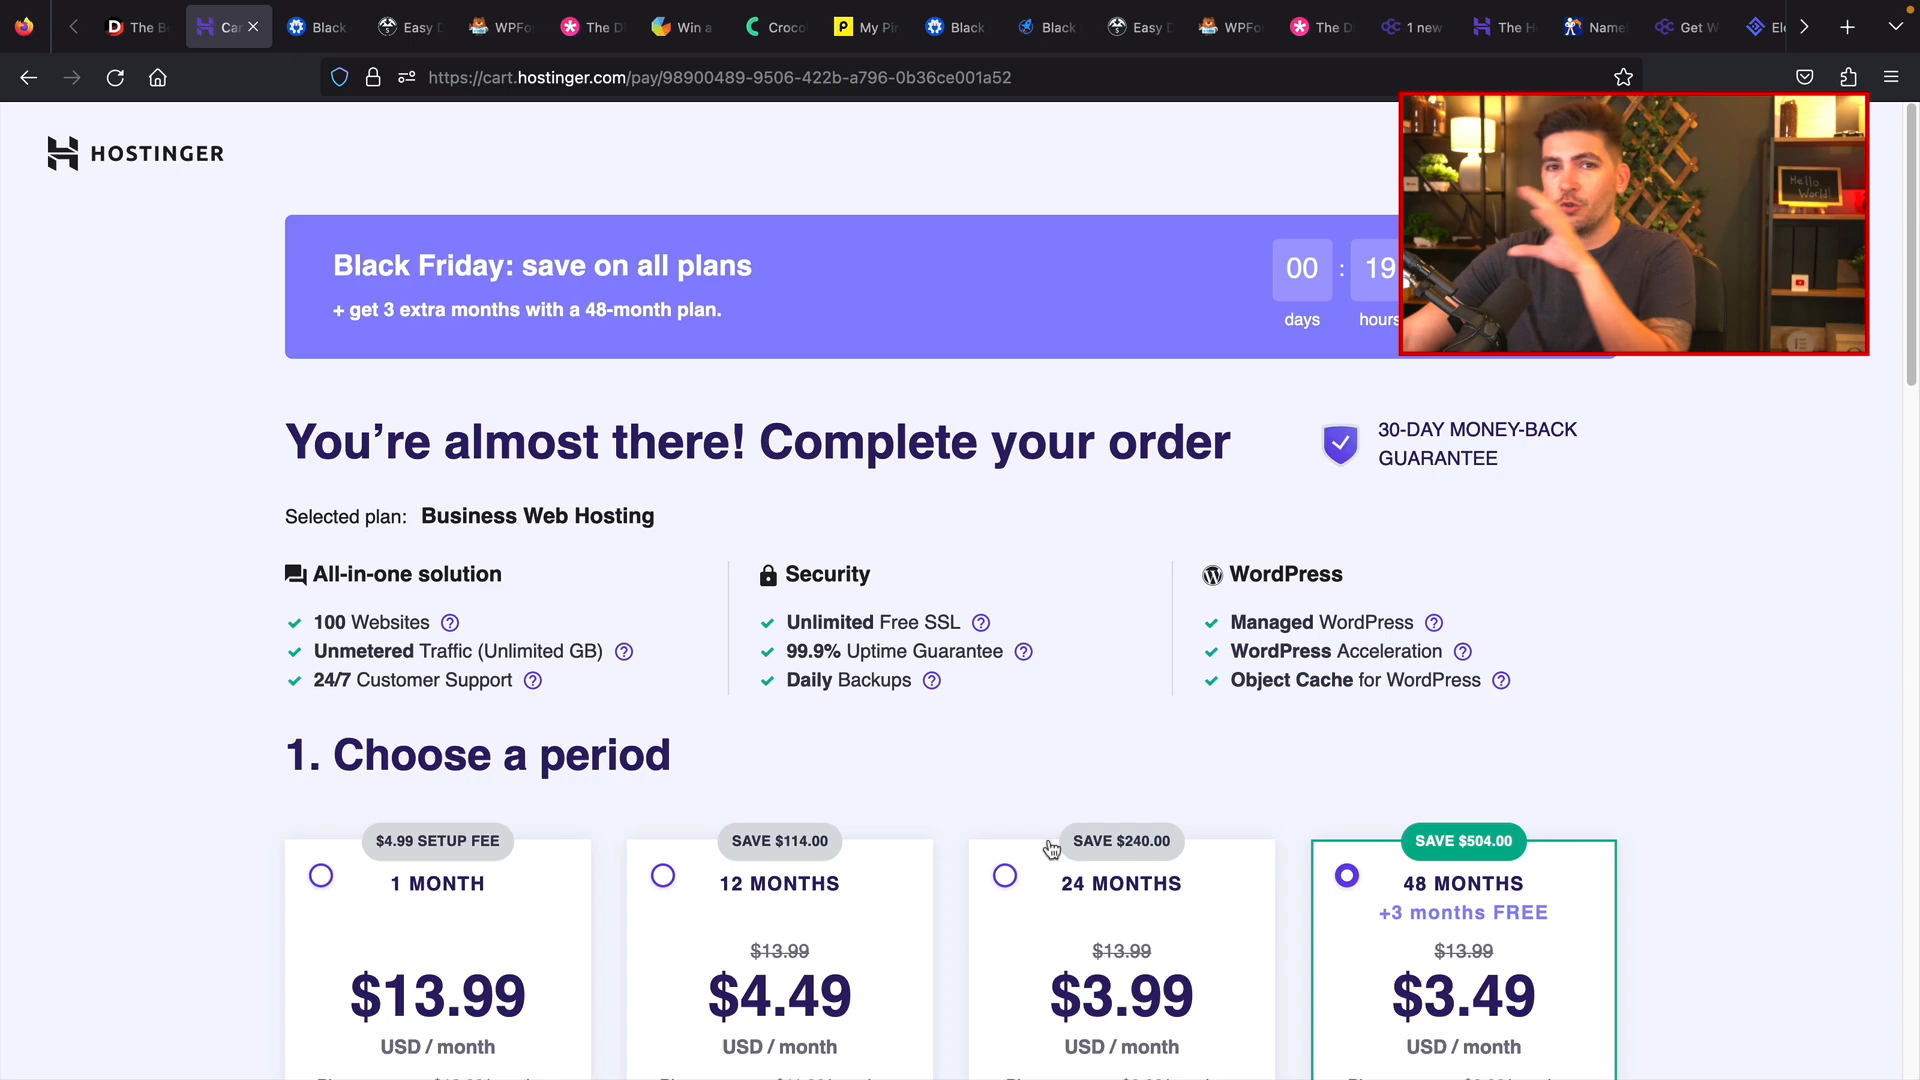 The B
Car
Black
Easy D
WPFo
The Di
Win a
Croco
My Pi
Black
Black
Easy D
WPFo
The D
1 new
The H
Name
Get W
Ele
https://cart.hostinger.com/pay/98900489-9506-422b-a796-0b36ce001a52
HOSTINGER
Hello World!
Black Friday: save on all plans
+ get 3 extra months with a 48-month plan.
00 : 19
days hours
You’re almost there! Complete your order
30-DAY MONEY-BACK
GUARANTEE
Selected plan: Business Web Hosting
All-in-one solution
100 Websites
Unmetered Traffic (Unlimited GB)
24/7 Customer Support
Security
Unlimited Free SSL
99.9% Uptime Guarantee
Daily Backups
WordPress
Managed WordPress
WordPress Acceleration
Object Cache for WordPress
1. Choose a period
$4.99 SETUP FEE
1 MONTH
$13.99
USD / month
SAVE $114.00
12 MONTHS
$13.99
$4.49
USD / month
SAVE $240.00
24 MONTHS
$13.99
$3.99
USD / month
SAVE $504.00
48 MONTHS
+3 months FREE
$13.99
$3.49
USD / month